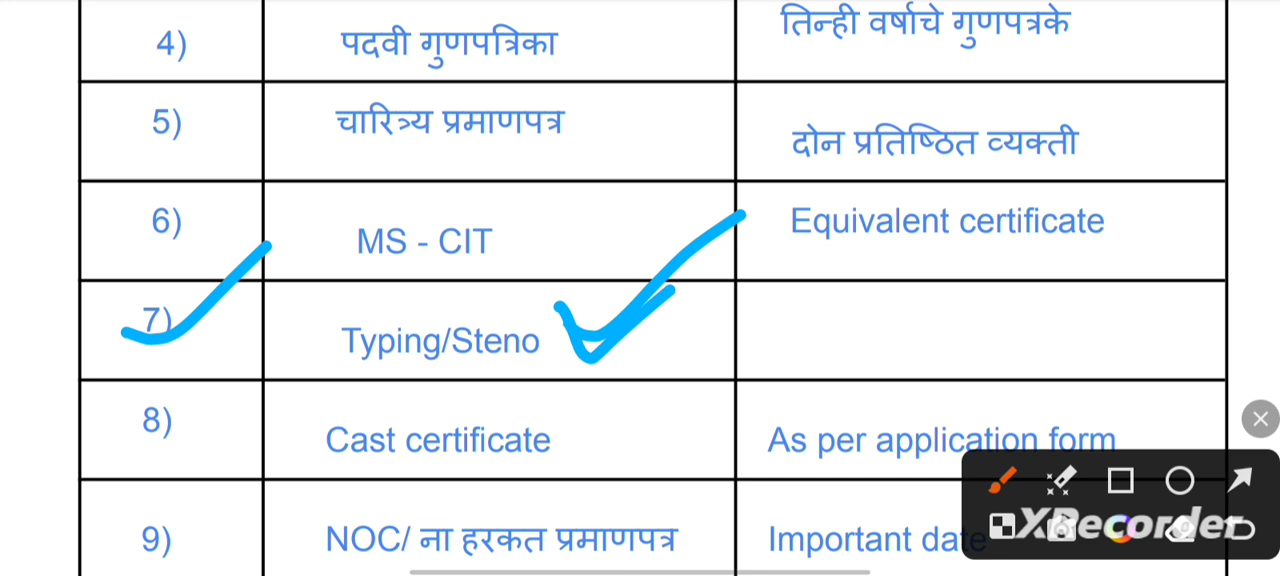 4) पदवी गुणपत्रिका तिन्ही वर्षाचे गुणपत्रके
5) चारित्र्य प्रमाणपत्र दोन प्रतिष्ठित व्यक्ती
6) MS - CIT Equivalent certificate
7) Typing/Steno
8) Cast certificate As per application form
9) NOC/ ना हरकत प्रमाणपत्र Important date
XRecorder